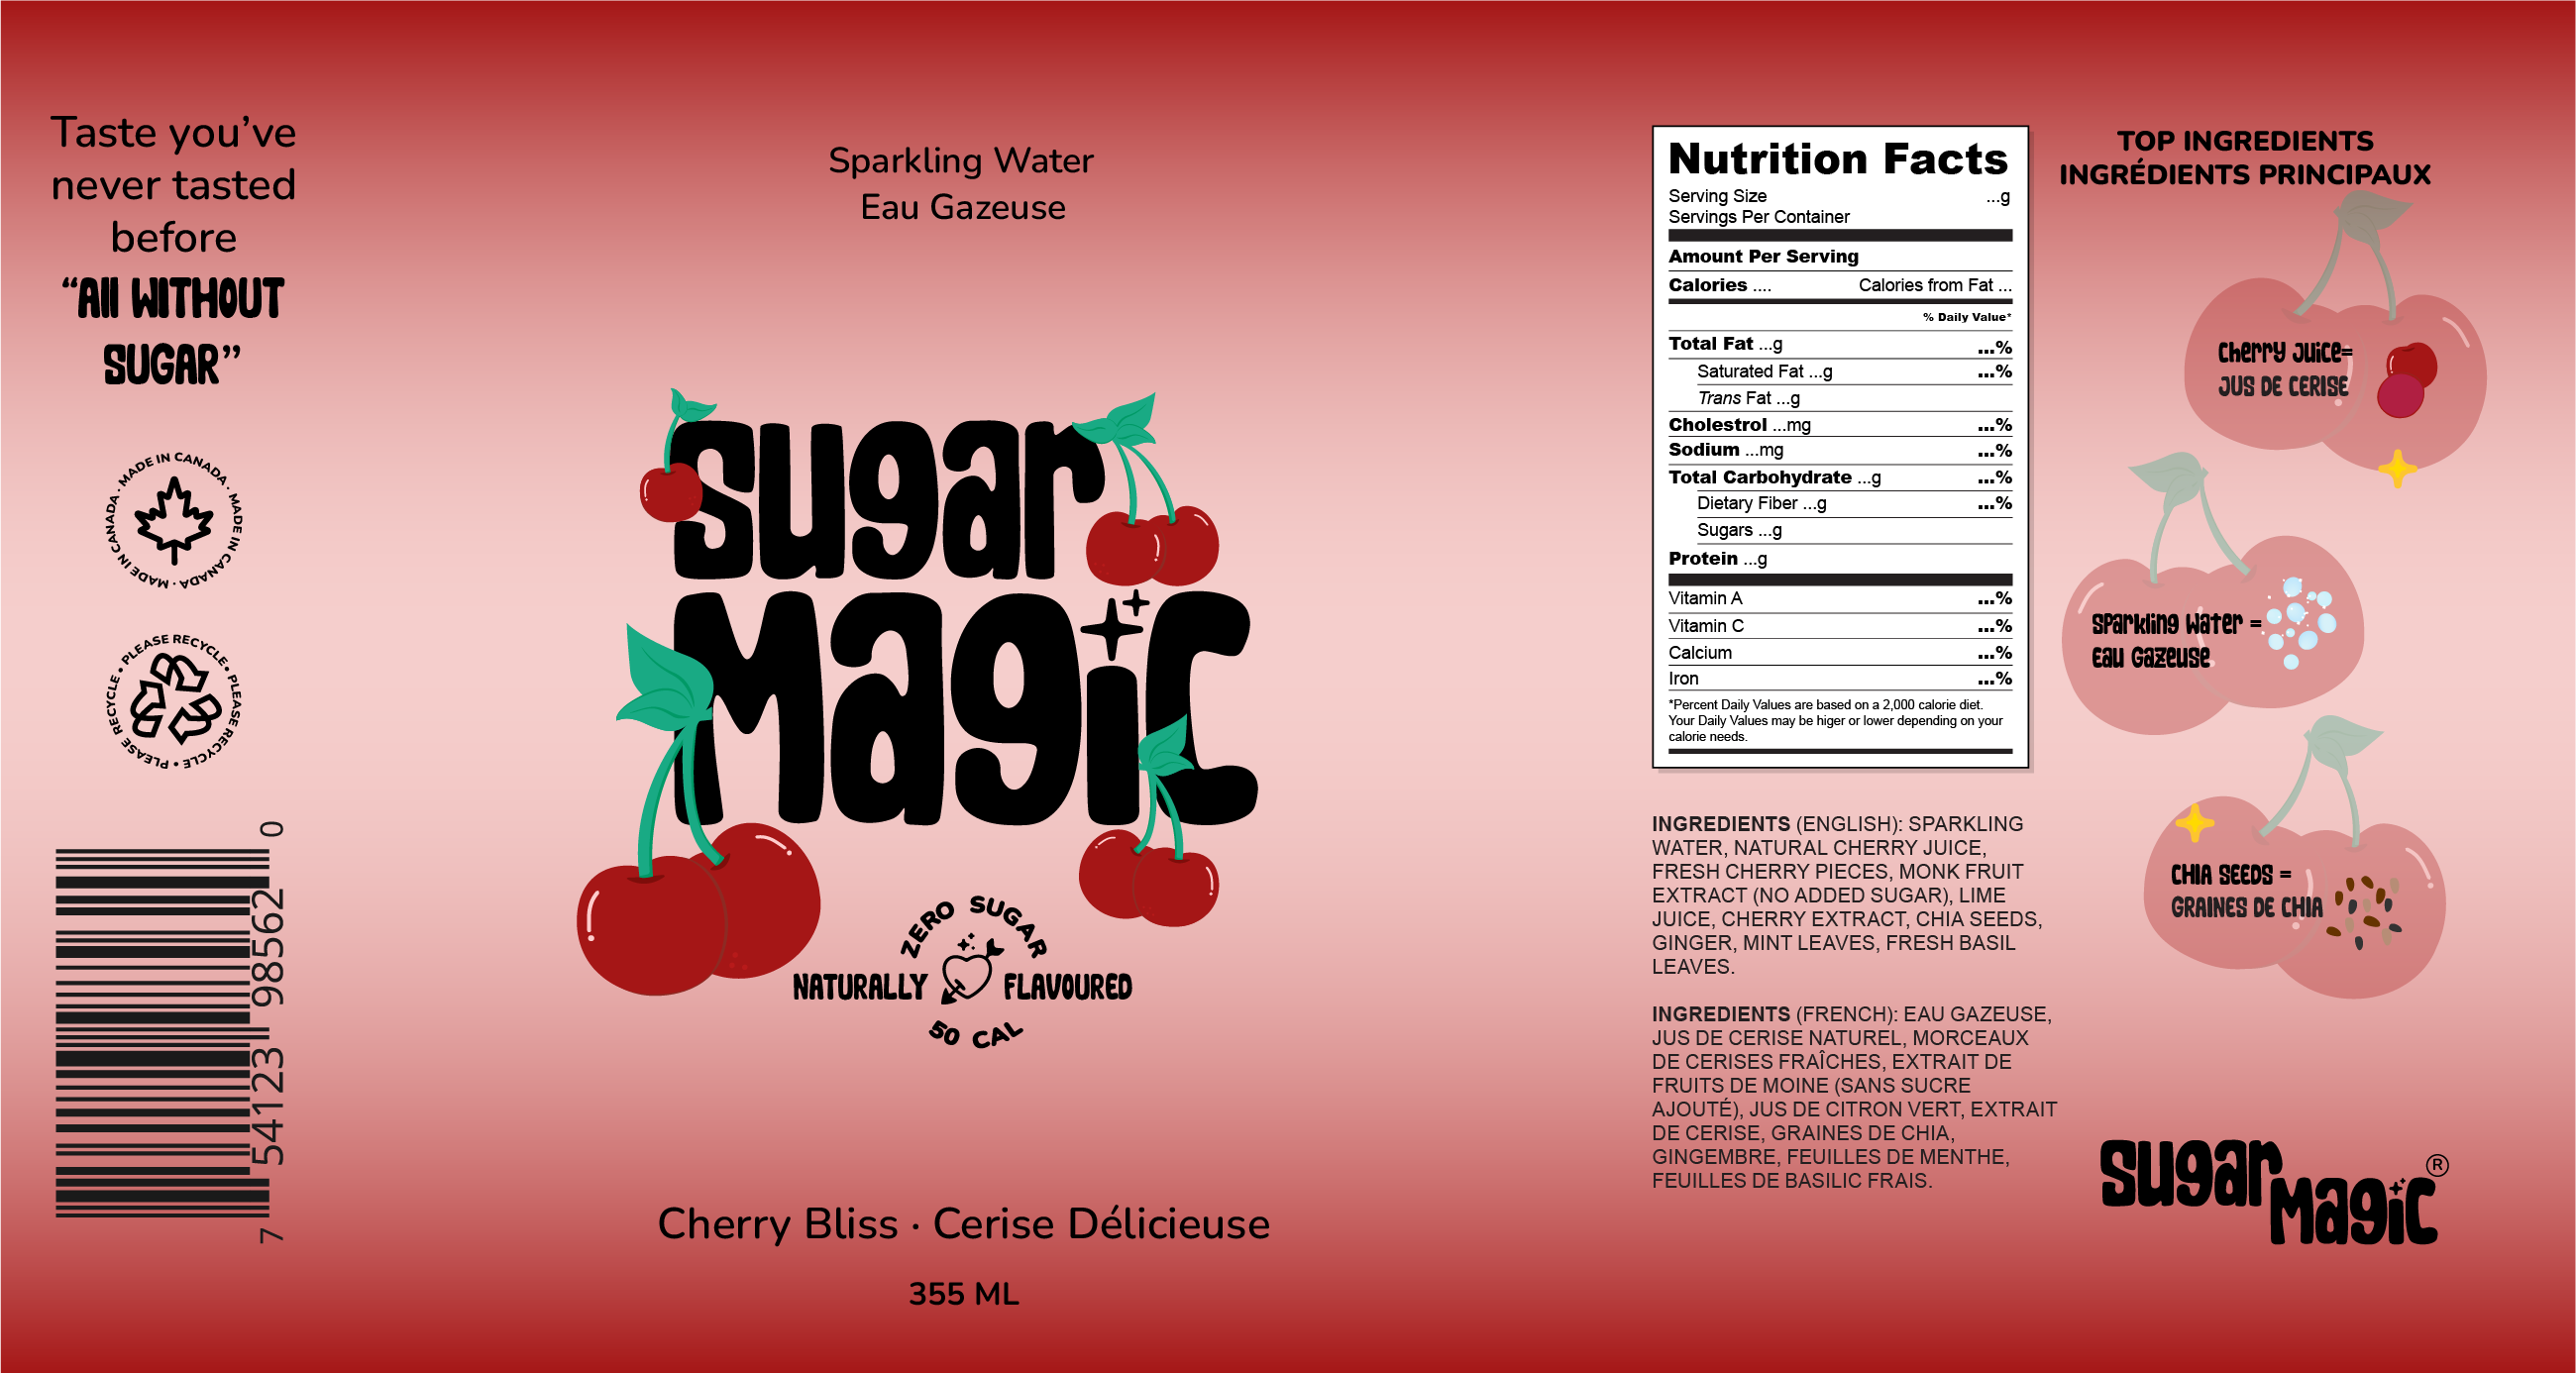 Taste you've
never tasted
before
“All WITHOUT
SUGAR”
MADE IN CANADA · MADE IN CANADA · MADE IN CANADA ·
PLEASE RECYCLE • PLEASE RECYCLE • PLEASE RECYCLE •
7 54123 98562 0
Sparkling Water
Eau Gazeuse
sugar
Magic
ZERO SUGAR
NATURALLY FLAVOURED
50 CAL
Cherry Bliss · Cerise Délicieuse
355 ML
Nutrition Facts
Serving Size ...g
Servings Per Container
Amount Per Serving
Calories .... Calories from Fat ...
% Daily Value*
Total Fat ...g ...%
Saturated Fat ...g ...%
Trans Fat ...g
Cholestrol ...mg ...%
Sodium ...mg ...%
Total Carbohydrate ...g ...%
Dietary Fiber ...g ...%
Sugars ...g
Protein ...g
Vitamin A ...%
Vitamin C ...%
Calcium ...%
Iron ...%
*Percent Daily Values are based on a 2,000 calorie diet.
Your Daily Values may be higer or lower depending on your
calorie needs.
INGREDIENTS (ENGLISH): SPARKLING
WATER, NATURAL CHERRY JUICE,
FRESH CHERRY PIECES, MONK FRUIT
EXTRACT (NO ADDED SUGAR), LIME
JUICE, CHERRY EXTRACT, CHIA SEEDS,
GINGER, MINT LEAVES, FRESH BASIL
LEAVES.
INGREDIENTS (FRENCH): EAU GAZEUSE,
JUS DE CERISE NATUREL, MORCEAUX
DE CERISES FRAÎCHES, EXTRAIT DE
FRUITS DE MOINE (SANS SUCRE
AJOUTÉ), JUS DE CITRON VERT, EXTRAIT
DE CERISE, GRAINES DE CHIA,
GINGEMBRE, FEUILLES DE MENTHE,
FEUILLES DE BASILIC FRAIS.
TOP INGREDIENTS
INGRÉDIENTS PRINCIPAUX
Cherry Juice=
JUS DE CERISE
Sparkling Water =
Eau Gazeuse
CHIA SEEDS =
GRAINES DE CHIA
sugar
Magic®